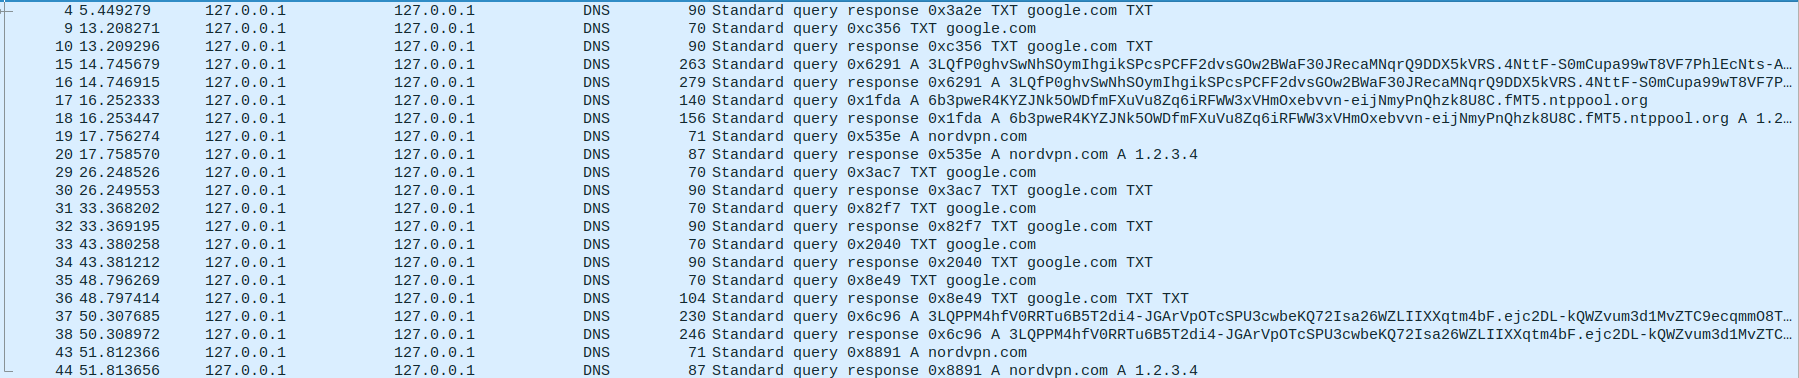 4 5.449279 127.0.0.1 127.0.0.1 DNS 90 Standard query response 0x3a2e TXT google.com TXT
9 13.208271 127.0.0.1 127.0.0.1 DNS 70 Standard query 0xc356 TXT google.com
10 13.209296 127.0.0.1 127.0.0.1 DNS 90 Standard query response 0xc356 TXT google.com TXT
15 14.745679 127.0.0.1 127.0.0.1 DNS 263 Standard query 0x6291 A 3LQfP0ghvSwNhSOymIhgikSPcsPCFF2dvsGOw2BWaF30JRecaMNqrQ9DDX5kVRS.4NttF-S0mCupa99wT8VF7PhlEcNts-A…
16 14.746915 127.0.0.1 127.0.0.1 DNS 279 Standard query response 0x6291 A 3LQfP0ghvSwNhSOymIhgikSPcsPCFF2dvsGOw2BWaF30JRecaMNqrQ9DDX5kVRS.4NttF-S0mCupa99wT8VF7P…
17 16.252333 127.0.0.1 127.0.0.1 DNS 140 Standard query 0x1fda A 6b3pweR4KYZJNk5OWDfmFXuVu8Zq6iRFWW3xVHmOxebvvn-eijNmyPnQhzk8U8C.fMT5.ntppool.org
18 16.253447 127.0.0.1 127.0.0.1 DNS 156 Standard query response 0x1fda A 6b3pweR4KYZJNk5OWDfmFXuVu8Zq6iRFWW3xVHmOxebvvn-eijNmyPnQhzk8U8C.fMT5.ntppool.org A 1.2…
19 17.756274 127.0.0.1 127.0.0.1 DNS 71 Standard query 0x535e A nordvpn.com
20 17.758570 127.0.0.1 127.0.0.1 DNS 87 Standard query response 0x535e A nordvpn.com A 1.2.3.4
29 26.248526 127.0.0.1 127.0.0.1 DNS 70 Standard query 0x3ac7 TXT google.com
30 26.249553 127.0.0.1 127.0.0.1 DNS 90 Standard query response 0x3ac7 TXT google.com TXT
31 33.368202 127.0.0.1 127.0.0.1 DNS 70 Standard query 0x82f7 TXT google.com
32 33.369195 127.0.0.1 127.0.0.1 DNS 90 Standard query response 0x82f7 TXT google.com TXT
33 43.380258 127.0.0.1 127.0.0.1 DNS 70 Standard query 0x2040 TXT google.com
34 43.381212 127.0.0.1 127.0.0.1 DNS 90 Standard query response 0x2040 TXT google.com TXT
35 48.796269 127.0.0.1 127.0.0.1 DNS 70 Standard query 0x8e49 TXT google.com
36 48.797414 127.0.0.1 127.0.0.1 DNS 104 Standard query response 0x8e49 TXT google.com TXT TXT
37 50.307685 127.0.0.1 127.0.0.1 DNS 230 Standard query 0x6c96 A 3LQPPM4hfV0RRTu6B5T2di4-JGArVpOTcSPU3cwbeKQ72Isa26WZLIIXXqtm4bF.ejc2DL-kQWZvum3d1MvZTC9ecqmmO8T…
38 50.308972 127.0.0.1 127.0.0.1 DNS 246 Standard query response 0x6c96 A 3LQPPM4hfV0RRTu6B5T2di4-JGArVpOTcSPU3cwbeKQ72Isa26WZLIIXXqtm4bF.ejc2DL-kQWZvum3d1MvZTC…
43 51.812366 127.0.0.1 127.0.0.1 DNS 71 Standard query 0x8891 A nordvpn.com
44 51.813656 127.0.0.1 127.0.0.1 DNS 87 Standard query response 0x8891 A nordvpn.com A 1.2.3.4